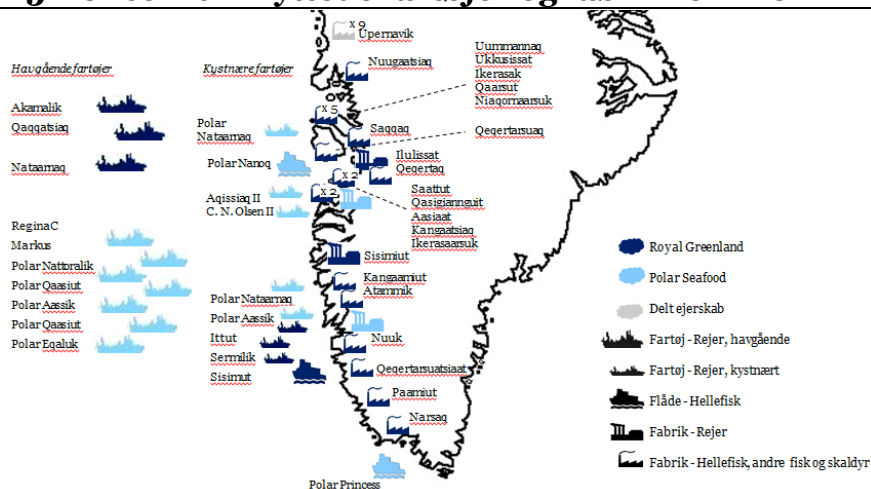 Havgående fartøjer
Akamalik
Qaqqatsiaq
Nataarnaq
Regina C
Markus
Polar Nattoralik
Polar Qaasiut
Polar Aassik
Polar Qaasiut
Polar Eqaluk
Kystnære fartøjer
Polar
Nataarnaq
Polar Nanoq
Aqissiaq II
C. N. Olsen II
Polar Nataarnaq
Polar Aassik
Ittut
Sermilik
Sisimut
x 9
Upernavik
Nuugaatsiaq
x 5
Saqqaq
Ilulissat
Qeqertaq
x 2
x 2
Sisimiut
Kangaamiut
Atammik
Nuuk
Qeqertarsuatsiaat
Paamiut
Narsaq
Polar Princess
Uummannaq
Ukkusissat
Ikerasak
Qaarsut
Niaqornaarsuk
Qeqertarsuaq
Saattut
Qasigiannguit
Aasiaat
Kangaatsiaq
Ikerasaarsuk
Royal Greenland
Polar Seafood
Delt ejerskab
Fartøj - Rejer, havgående
Fartøj - Rejer, kystnært
Flåde - Hellefisk
Fabrik - Rejer
Fabrik - Hellefisk, andre fisk og skaldyr